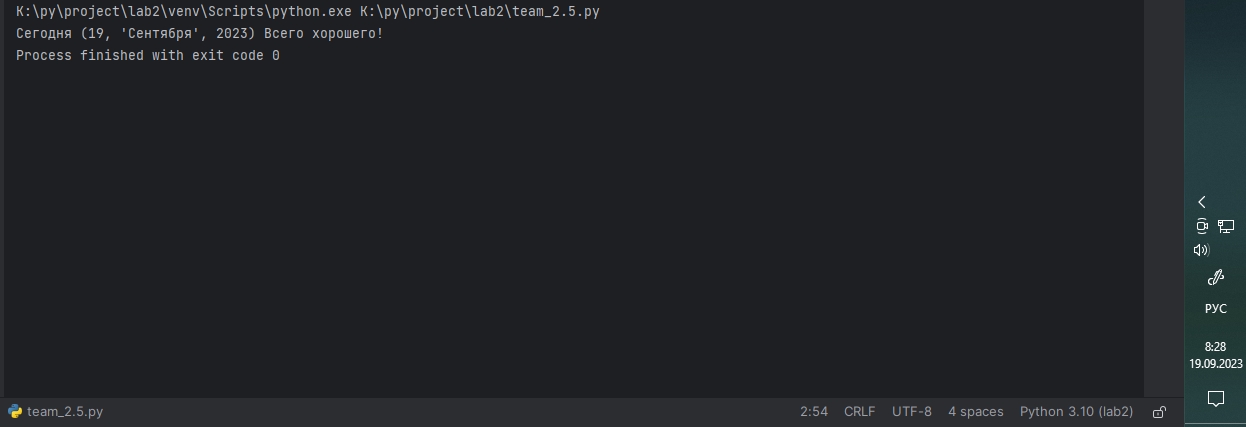 K:\py\project\lab2\venv\Scripts\python.exe K:\py\project\lab2\team_2.5.py
Сегодня (19, 'Сентября', 2023) Всего хорошего!
Process finished with exit code 0
РУС
8:28
19.09.2023
team_2.5.py 2:54 CRLF UTF-8 4 spaces Python 3.10 (lab2)